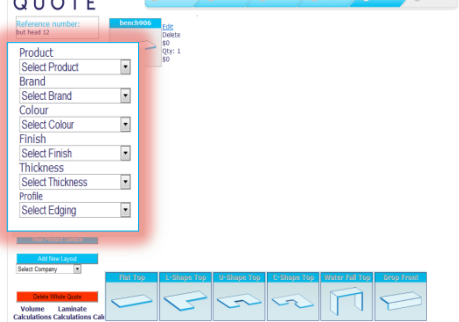 QUOTE
Reference number:
but head 12
bench906
Edit
Delete
$0
Qty: 1
$0
Product
Select Product
Brand
Select Brand
Colour
Select Colour
Finish
Select Finish
Thickness
Select Thickness
Profile
Select Edging
Add New Layout
Select Company
Delete Whole Quote
Volume Laminate
Calculations Calculations Calc
Flat Top L-Shape Top U-Shape Top C-Shape Top Water Fall Top Drop Front